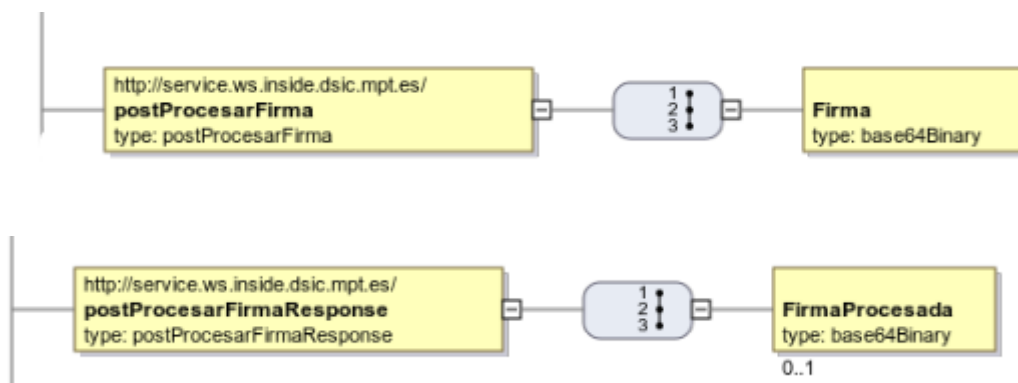 http://service.ws.inside.dsic.mpt.es/
postProcesarFirma
type: postProcesarFirma
1
2
3
Firma
type: base64Binary
http://service.ws.inside.dsic.mpt.es/
postProcesarFirmaResponse
type: postProcesarFirmaResponse
1
2
3
FirmaProcesada
type: base64Binary
0..1